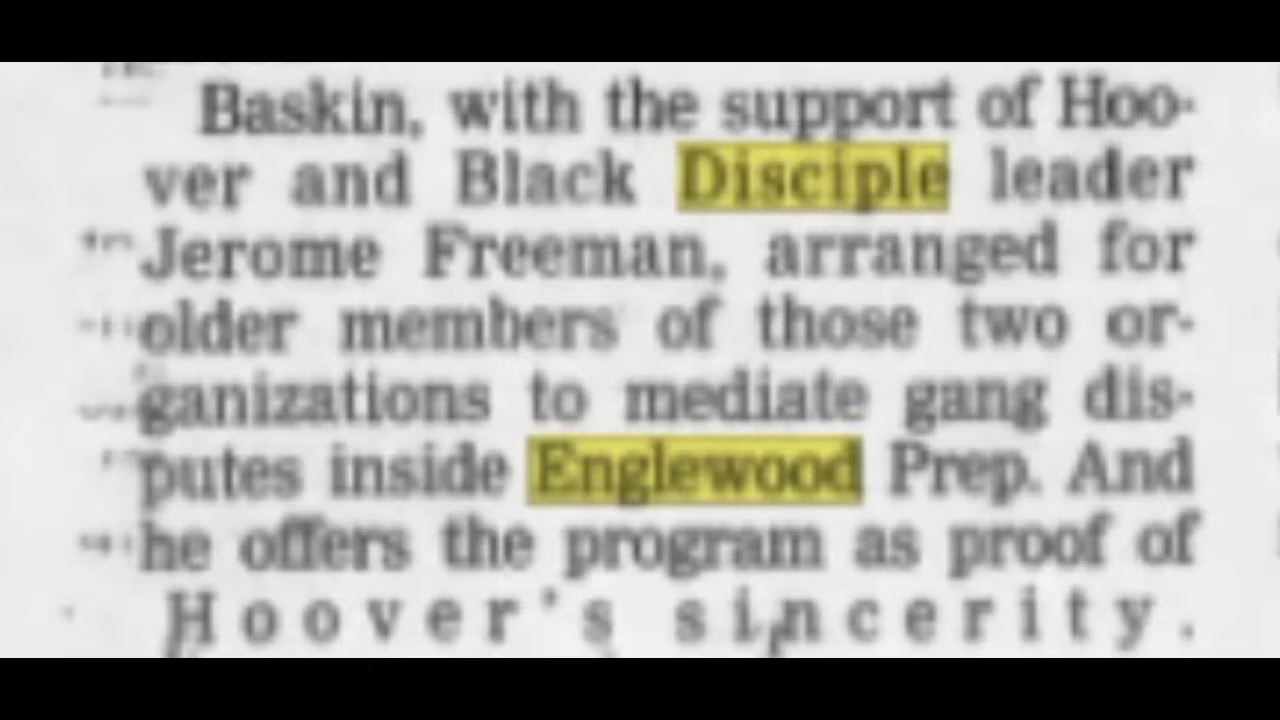 Baskin, with the support of Hoo-
ver and Black Disciple leader
Jerome Freeman, arranged for
older members of those two or-
ganizations to mediate gang dis-
putes inside Englewood Prep. And
he offers the program as proof of
Hoover's sincerity.